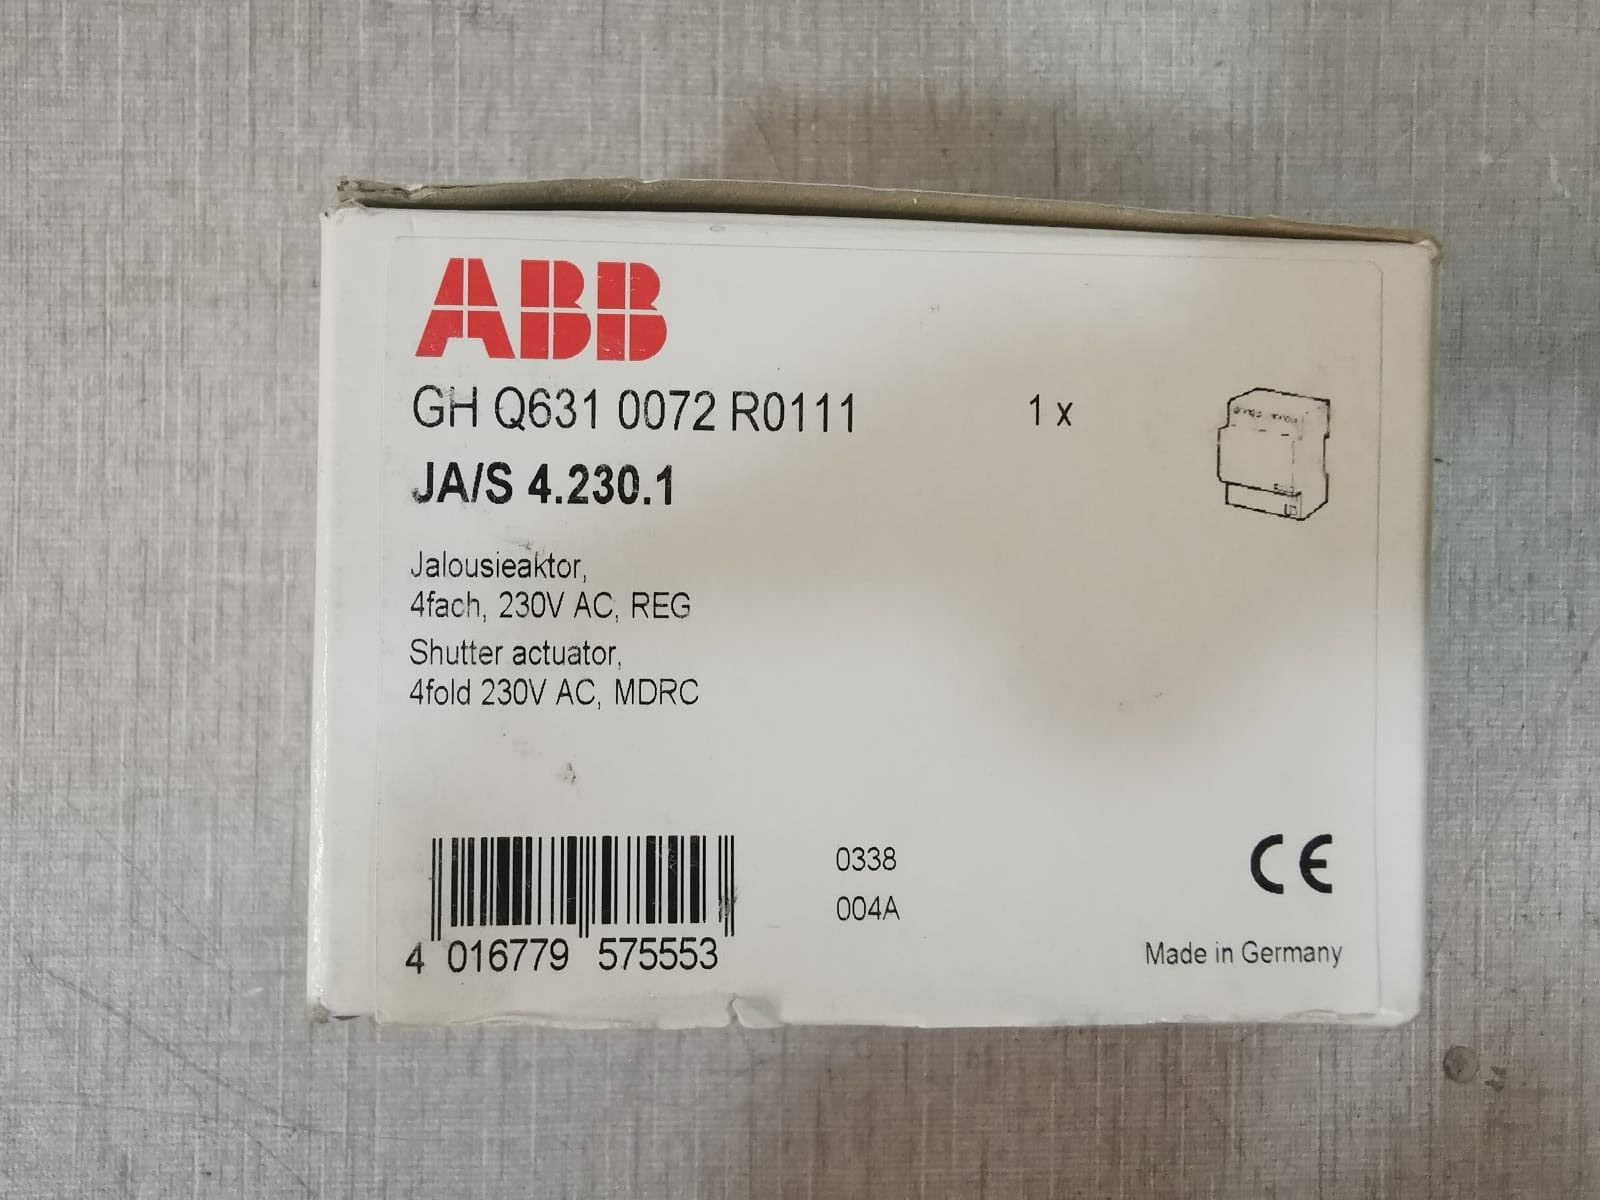 ABB
GH Q631 0072 R0111
1 x
JA/S 4.230.1
Jalousieaktor,
4fach, 230V AC, REG
Shutter actuator,
4fold 230V AC, MDRC
0338
004A
CE
4 016779 575553
Made in Germany